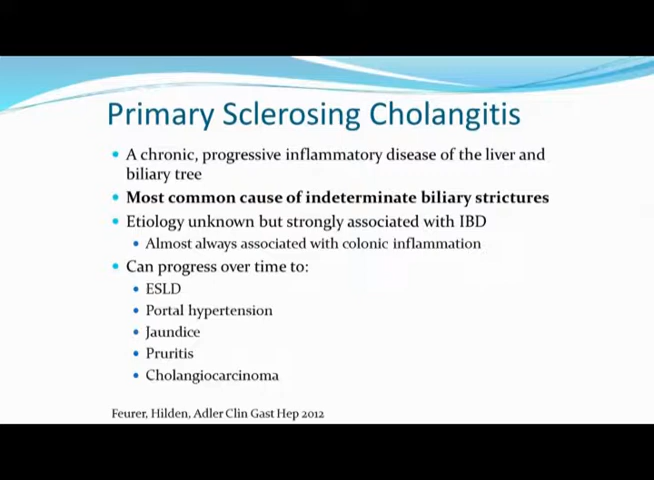 Primary Sclerosing Cholangitis
• A chronic, progressive inflammatory disease of the liver and
biliary tree
• Most common cause of indeterminate biliary strictures
• Etiology unknown but strongly associated with IBD
• Almost always associated with colonic inflammation
• Can progress over time to:
• ESLD
• Portal hypertension
• Jaundice
• Pruritis
• Cholangiocarcinoma
Feurer, Hilden, Adler Clin Gast Hep 2012